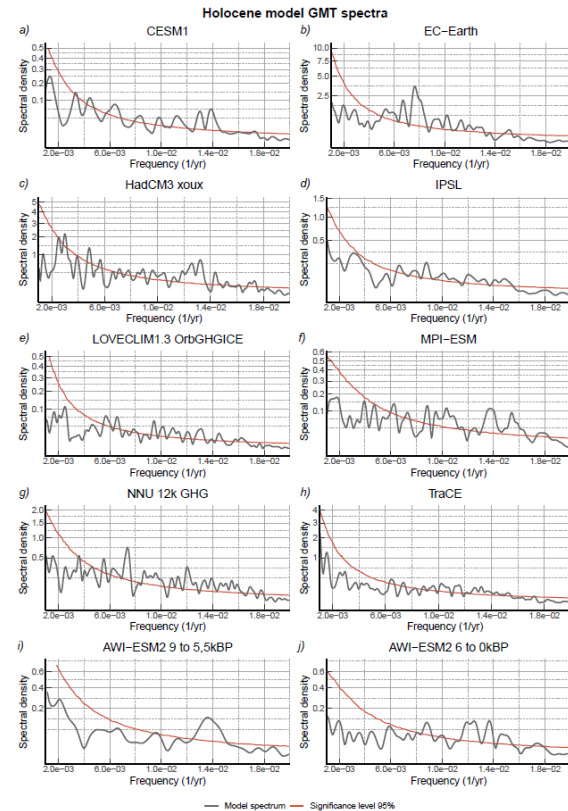 Holocene model GMT spectra
a) CESM1
Spectral density
0.5
0.4
0.3
0.2
0.1
2.0e−03 6.0e−03 1.0e−02 1.4e−02 1.8e−02
Frequency (1/yr)
b) EC−Earth
Spectral density
10.0
7.5
5.0
2.5
2.0e−03 6.0e−03 1.0e−02 1.4e−02 1.8e−02
Frequency (1/yr)
c) HadCM3 xoux
Spectral density
5
4
3
2
1
2.0e−03 6.0e−03 1.0e−02 1.4e−02 1.8e−02
Frequency (1/yr)
d) IPSL
Spectral density
1.5
1.0
0.5
2.0e−03 6.0e−03 1.0e−02 1.4e−02 1.8e−02
Frequency (1/yr)
e) LOVECLIM1.3 OrbGHGICE
Spectral density
0.5
0.4
0.3
0.2
0.1
2.0e−03 6.0e−03 1.0e−02 1.4e−02 1.8e−02
Frequency (1/yr)
f) MPI−ESM
Spectral density
0.6
0.5
0.4
0.3
0.2
0.1
2.0e−03 6.0e−03 1.0e−02 1.4e−02 1.8e−02
Frequency (1/yr)
g) NNU 12k GHG
Spectral density
2.0
1.5
1.0
0.5
2.0e−03 6.0e−03 1.0e−02 1.4e−02 1.8e−02
Frequency (1/yr)
h) TraCE
Spectral density
4
3
2
1
2.0e−03 6.0e−03 1.0e−02 1.4e−02 1.8e−02
Frequency (1/yr)
i) AWI−ESM2 9 to 5,5kBP
Spectral density
0.6
0.4
0.2
2.0e−03 6.0e−03 1.0e−02 1.4e−02 1.8e−02
Frequency (1/yr)
j) AWI−ESM2 6 to 0kBP
Spectral density
0.6
0.4
0.2
2.0e−03 6.0e−03 1.0e−02 1.4e−02 1.8e−02
Frequency (1/yr)
Model spectrum Significance level 95%